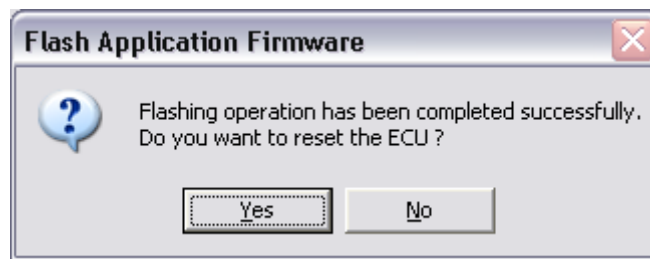 Flash Application Firmware
Flashing operation has been completed successfully.
Do you want to reset the ECU ?
Yes No